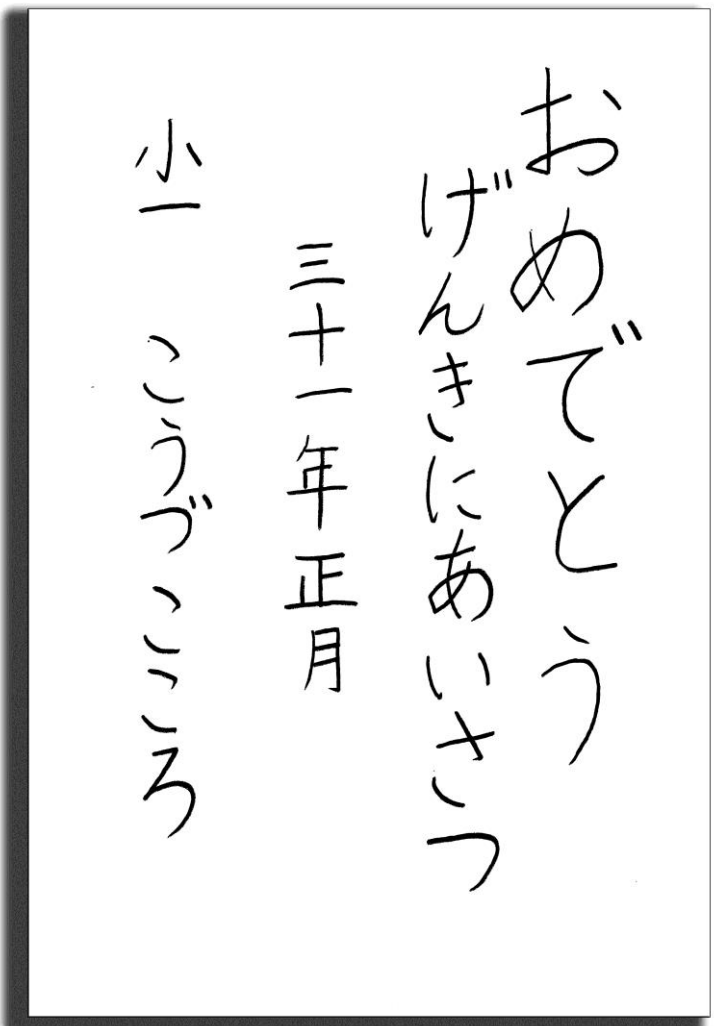 おめでとう
げんきにあいさつ
三十一年正月
小一 こうづこころ